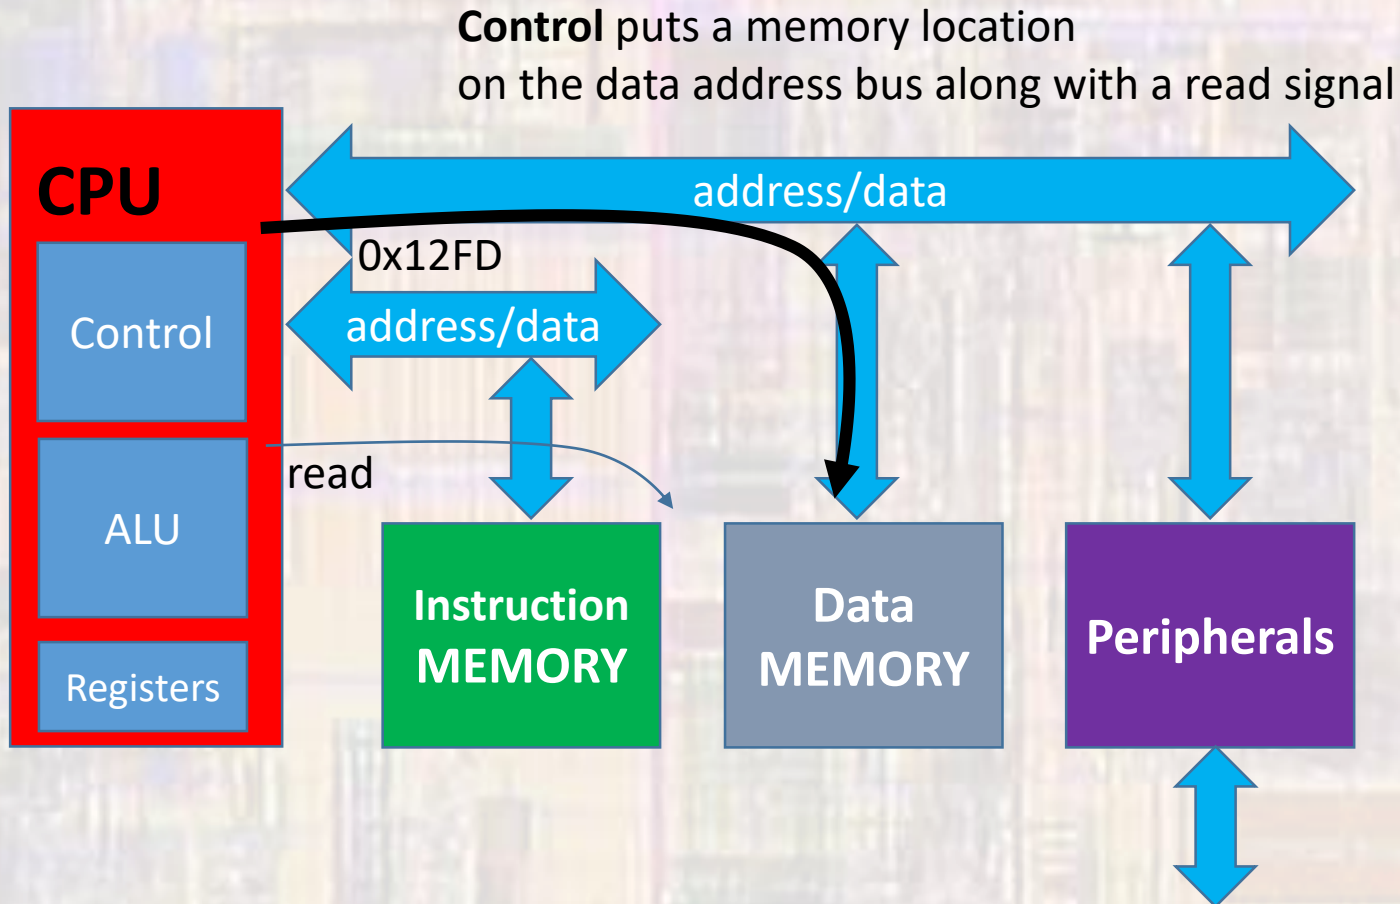 Control puts a memory location
on the data address bus along with a read signal
CPU
address/data
0x12FD
Control
address/data
read
ALU
Registers
Instruction
MEMORY
Data
MEMORY
Peripherals